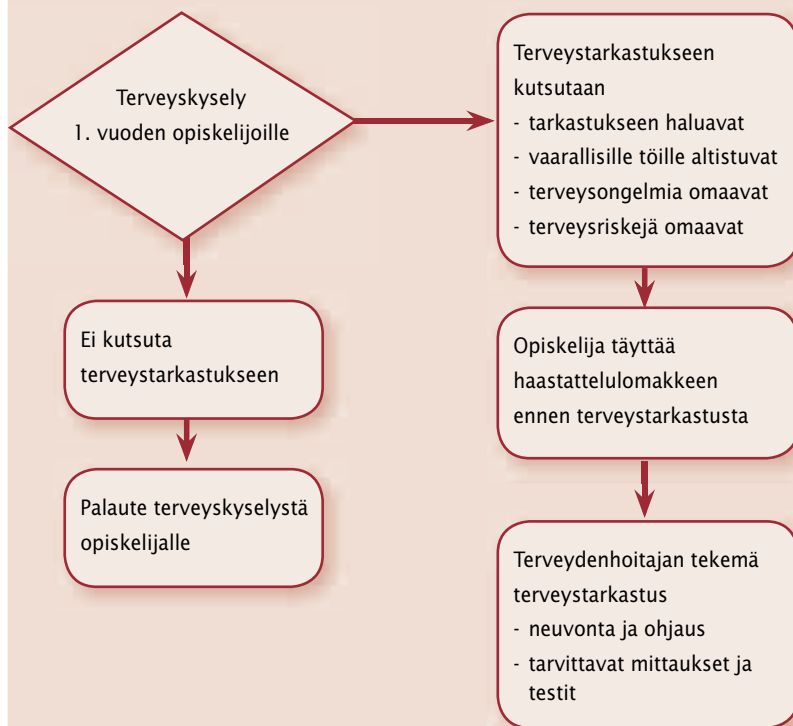 Terveyskysely
1. vuoden opiskelijoille
Ei kutsuta
terveystarkastukseen
Palaute terveyskyselystä
opiskelijalle
Terveystarkastukseen
kutsutaan
- tarkastukseen haluavat
- vaarallisille töille altistuvat
- terveysongelmia omaavat
- terveysriskejä omaavat
Opiskelija täyttää
haastattelulomakkeen
ennen terveystarkastusta
Terveydenhoitajan tekemä
terveystarkastus
- neuvonta ja ohjaus
- tarvittavat mittaukset ja
testit